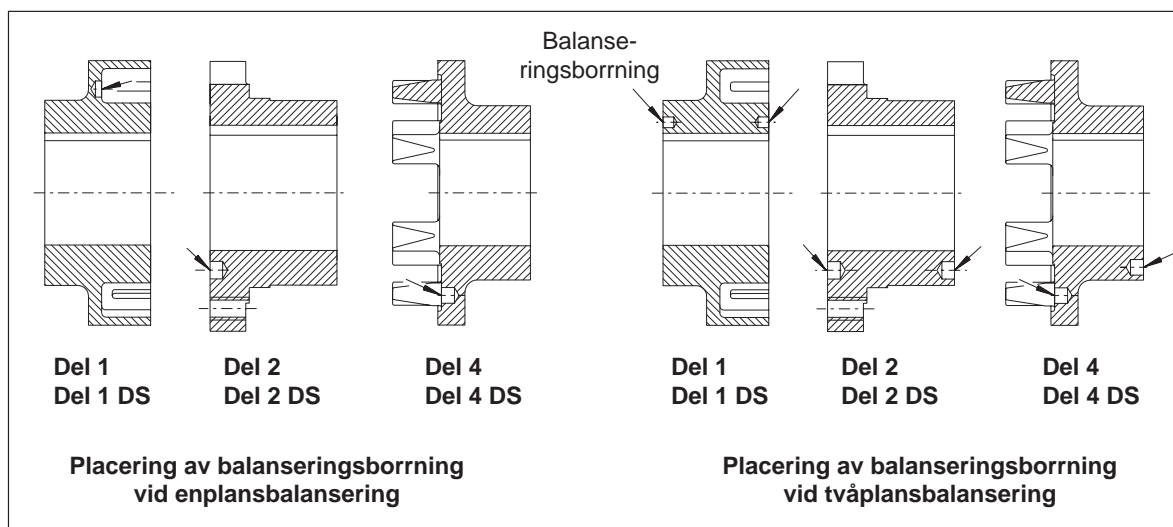 Balanse-
ringsborrning
Del 1
Del 1 DS
Del 2
Del 2 DS
Del 4
Del 4 DS
Del 1
Del 1 DS
Del 2
Del 2 DS
Del 4
Del 4 DS
Placering av balanseringsborrning
vid enplansbalansering
Placering av balanseringsborrning
vid tvåplansbalansering